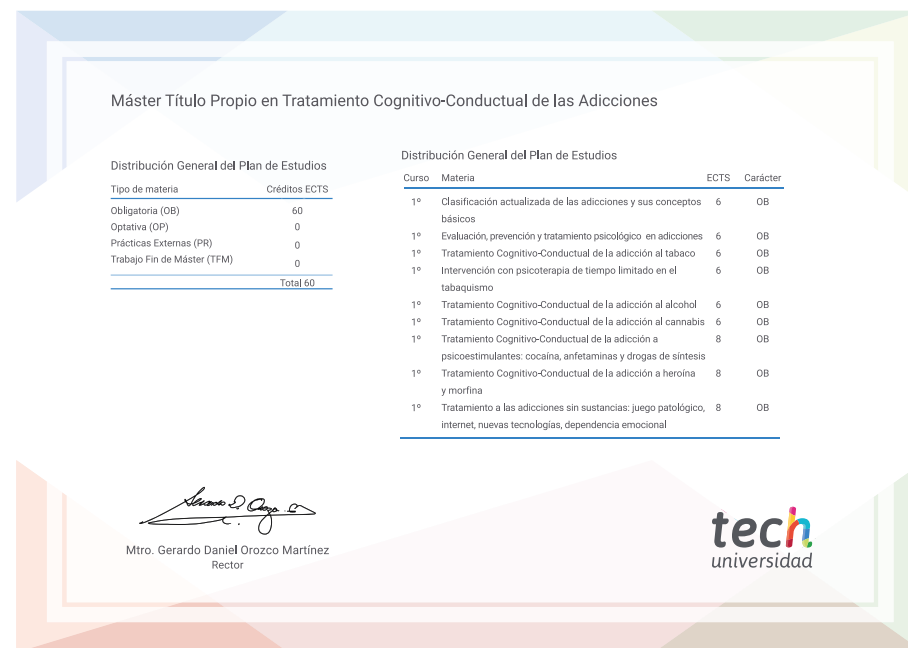 Máster Título Propio en Tratamiento Cognitivo-Conductual de las Adicciones
Distribución General del Plan de Estudios
Tipo de materia Créditos ECTS
Obligatoria (OB) 60
Optativa (OP) 0
Prácticas Externas (PR) 0
Trabajo Fin de Máster (TFM) 0
Total 60
Distribución General del Plan de Estudios
Curso Materia ECTS Carácter
1º Clasificación actualizada de las adicciones y sus conceptos 6 OB
básicos
1º Evaluación, prevención y tratamiento psicológico en adicciones 6 OB
1º Tratamiento Cognitivo-Conductual de la adicción al tabaco 6 OB
1º Intervención con psicoterapia de tiempo limitado en el 6 OB
tabaquismo
1º Tratamiento Cognitivo-Conductual de la adicción al alcohol 6 OB
1º Tratamiento Cognitivo-Conductual de la adicción al cannabis 6 OB
1º Tratamiento Cognitivo-Conductual de la adicción a 8 OB
psicoestimulantes: cocaína, anfetaminas y drogas de síntesis
1º Tratamiento Cognitivo-Conductual de la adicción a heroína 8 OB
y morfina
1º Tratamiento a las adicciones sin sustancias: juego patológico, 8 OB
internet, nuevas tecnologías, dependencia emocional
Mtro. Gerardo Daniel Orozco Martínez
Rector
tech
universidad